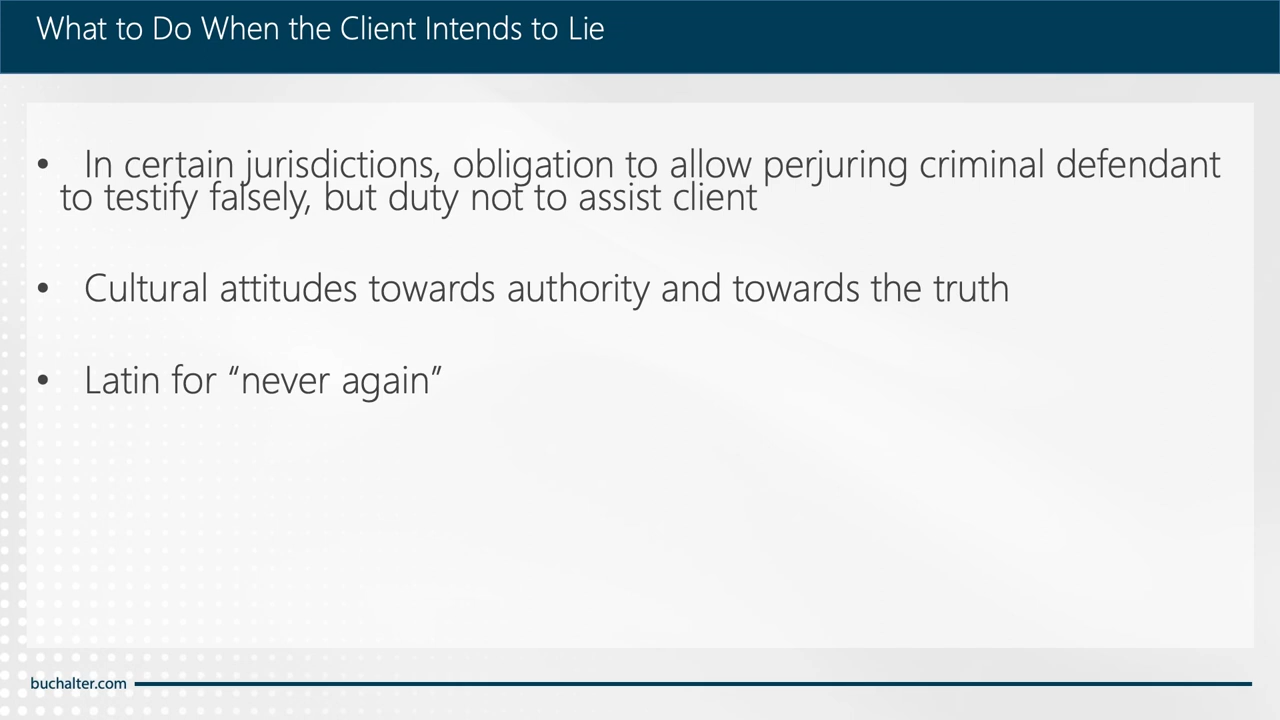 What to Do When the Client Intends to Lie
• In certain jurisdictions, obligation to allow perjuring criminal defendant
to testify falsely, but duty not to assist client
• Cultural attitudes towards authority and towards the truth
• Latin for “never again”
buchalter.com